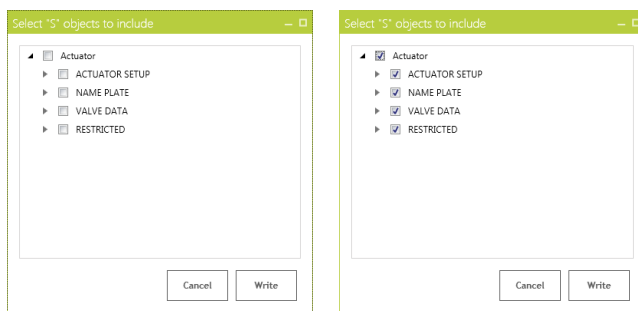 Select "S" objects to include
Actuator
ACTUATOR SETUP
NAME PLATE
VALVE DATA
RESTRICTED
Cancel Write
Select "S" objects to include
Actuator
ACTUATOR SETUP
NAME PLATE
VALVE DATA
RESTRICTED
Cancel Write